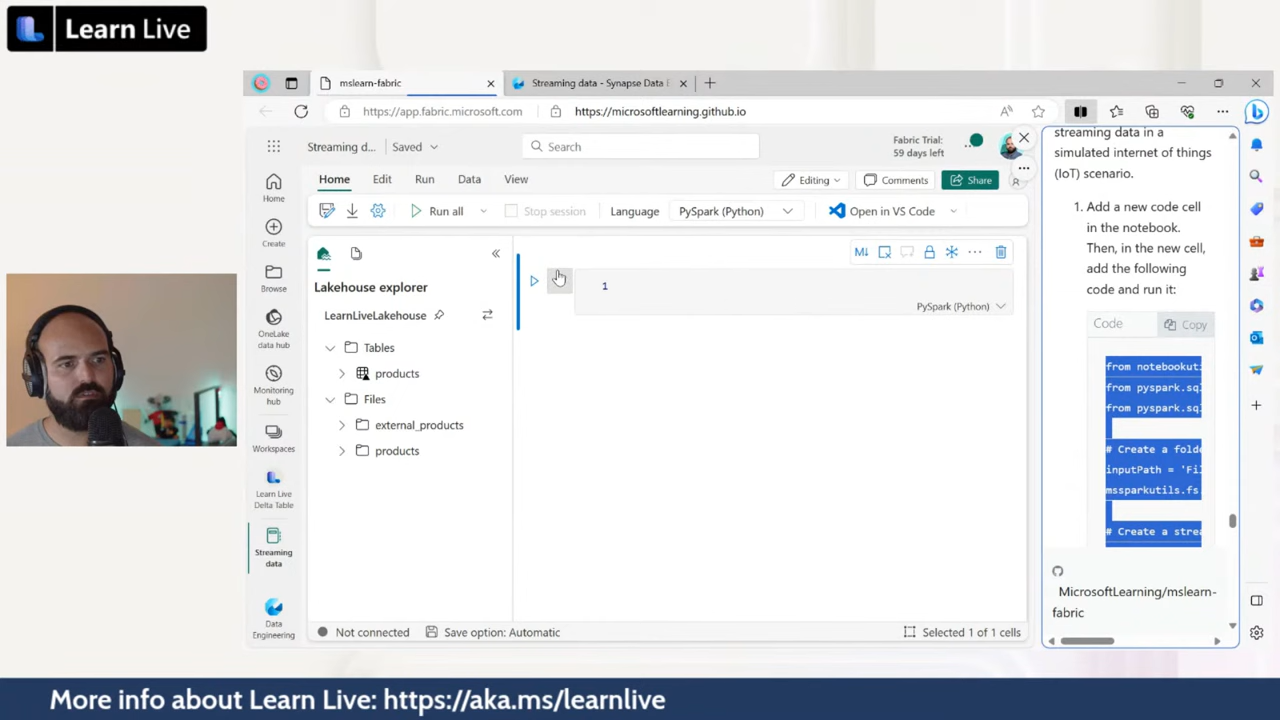 Learn Live
mslearn-fabric
Streaming data - Synapse Data E
https://app.fabric.microsoft.com
https://microsoftlearning.github.io
Streaming d...
Saved
Search
Fabric Trial:
59 days left
Home
Edit
Run
Data
View
Editing
Comments
Share
Run all
Stop session
Language
PySpark (Python)
Open in VS Code
Home
Create
Browse
OneLake
data hub
Monitoring
hub
Workspaces
Learn Live
Delta Table
Streaming
data
Data
Engineering
Lakehouse explorer
LearnLiveLakehouse
Tables
products
Files
external_products
products
M↓
1
PySpark (Python)
Not connected
Save option: Automatic
Selected 1 of 1 cells
streaming data in a
simulated internet of things
(IoT) scenario.
1. Add a new code cell
in the notebook.
Then, in the new cell,
add the following
code and run it:
Code
Copy
from notebookuti
from pyspark.sql
from pyspark.sql
# Create a folde
inputPath = 'Fil
mssparkutils.fs.
# Create a strea
MicrosoftLearning/mslearn-
fabric
More info about Learn Live: https://aka.ms/learnlive